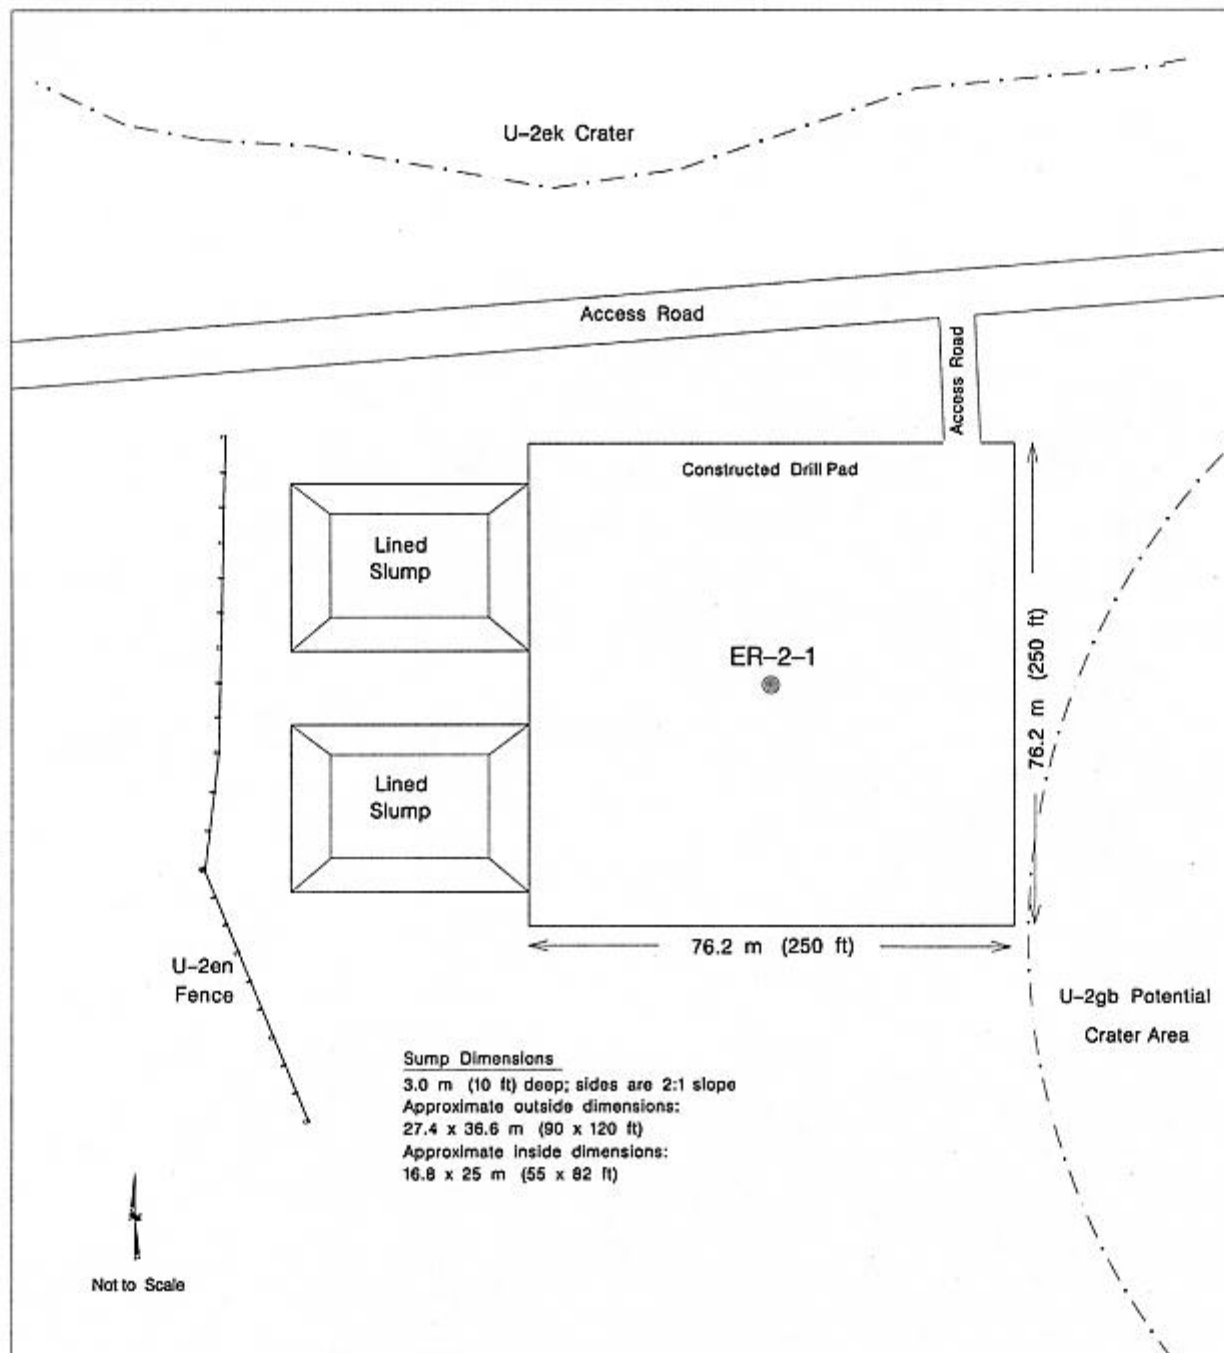 U-2ek Crater
Access Road
Access Road
Constructed Drill Pad
Lined
Slump
ER-2-1
76.2 m (250 ft)
Lined
Slump
76.2 m (250 ft)
U-2en
Fence
U-2gb Potential
Crater Area
Sump Dimensions
3.0 m (10 ft) deep; sides are 2:1 slope
Approximate outside dimensions:
27.4 x 36.6 m (90 x 120 ft)
Approximate inside dimensions:
16.8 x 25 m (55 x 82 ft)
N
Not to Scale